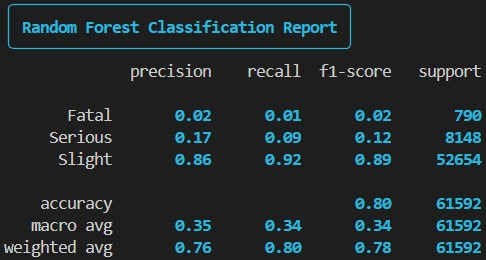 Random Forest Classification Report
precision recall f1-score support
Fatal 0.02 0.01 0.02 790
Serious 0.17 0.09 0.12 8148
Slight 0.86 0.92 0.89 52654
accuracy 0.80 61592
macro avg 0.35 0.34 0.34 61592
weighted avg 0.76 0.80 0.78 61592